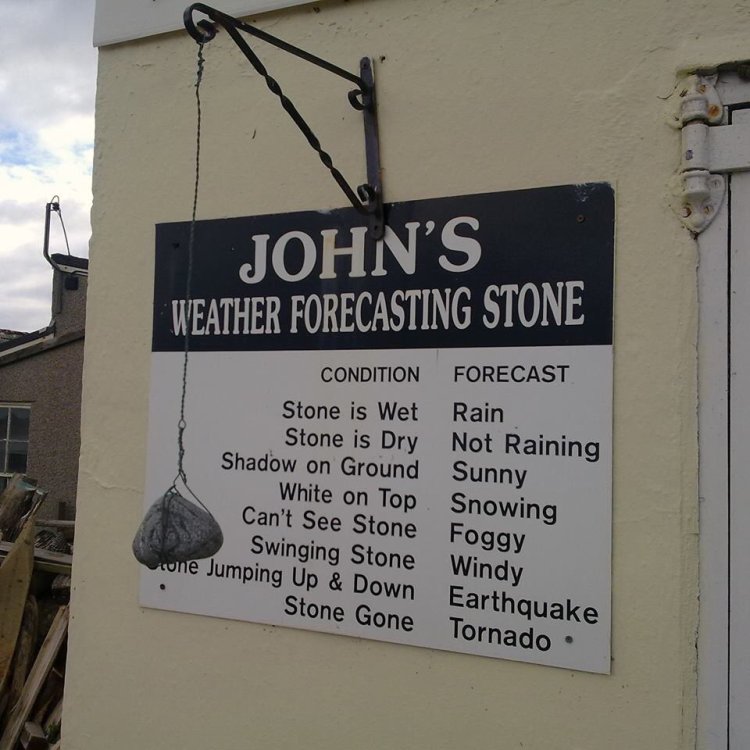 JOHN'S
WEATHER FORECASTING STONE
CONDITION FORECAST
Stone is Wet Rain
Stone is Dry Not Raining
Shadow on Ground Sunny
White on Top Snowing
Can't See Stone Foggy
Swinging Stone Windy
Stone Jumping Up & Down Earthquake
Stone Gone Tornado